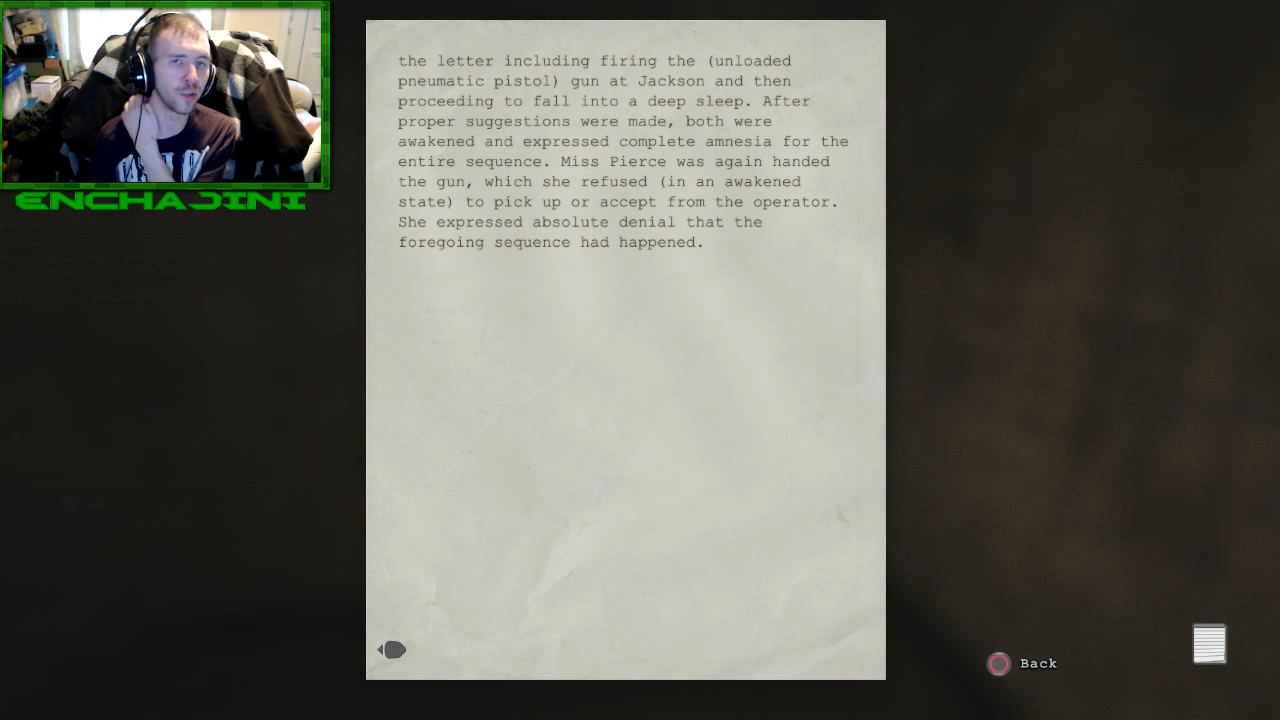 the letter including firing the (unloaded
pneumatic pistol) gun at Jackson and then
proceeding to fall into a deep sleep. After
proper suggestions were made, both were
awakened and expressed complete amnesia for the
entire sequence. Miss Pierce was again handed
the gun, which she refused (in an awakened
state) to pick up or accept from the operator.
She expressed absolute denial that the
foregoing sequence had happened.
ENCHADINI
Back